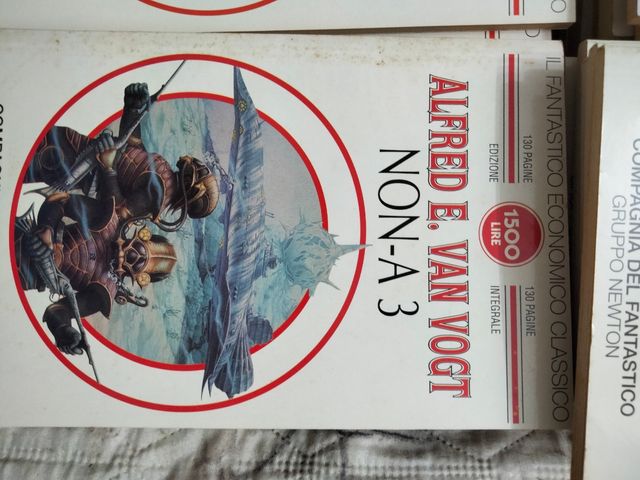 IL FANTASTICO ECONOMICO CLASSICO
130 PAGINE
EDIZIONE
1500
LIRE
130 PAGINE
INTEGRALE
ALFRED E. VAN VOGT
NON-A 3
COMPAGNI DEL FANTASTICO
GRUPPO NEWTON